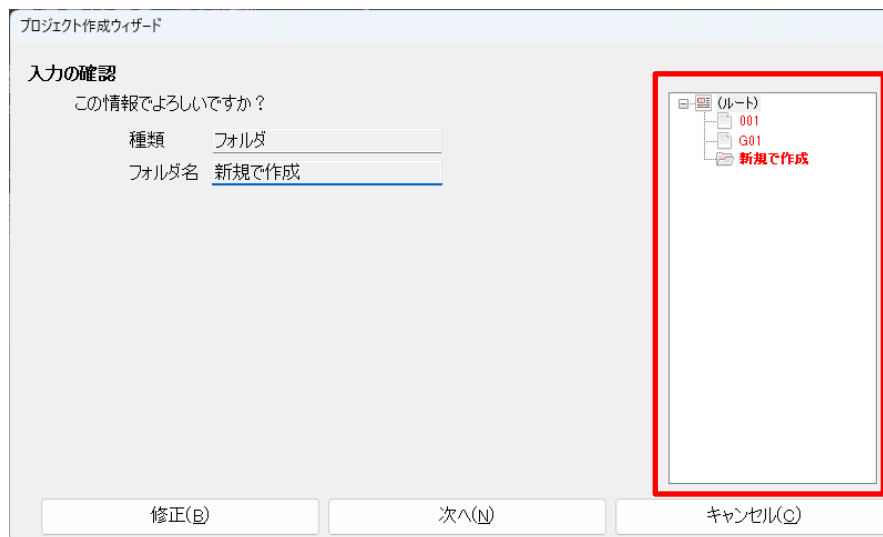 プロジェクト作成ウィザード
入力の確認
この情報でよろしいですか？
種類 フォルダ
フォルダ名 新規で作成
(ルート)
001
G01
新規で作成
修正(B) 次へ(N) キャンセル(C)